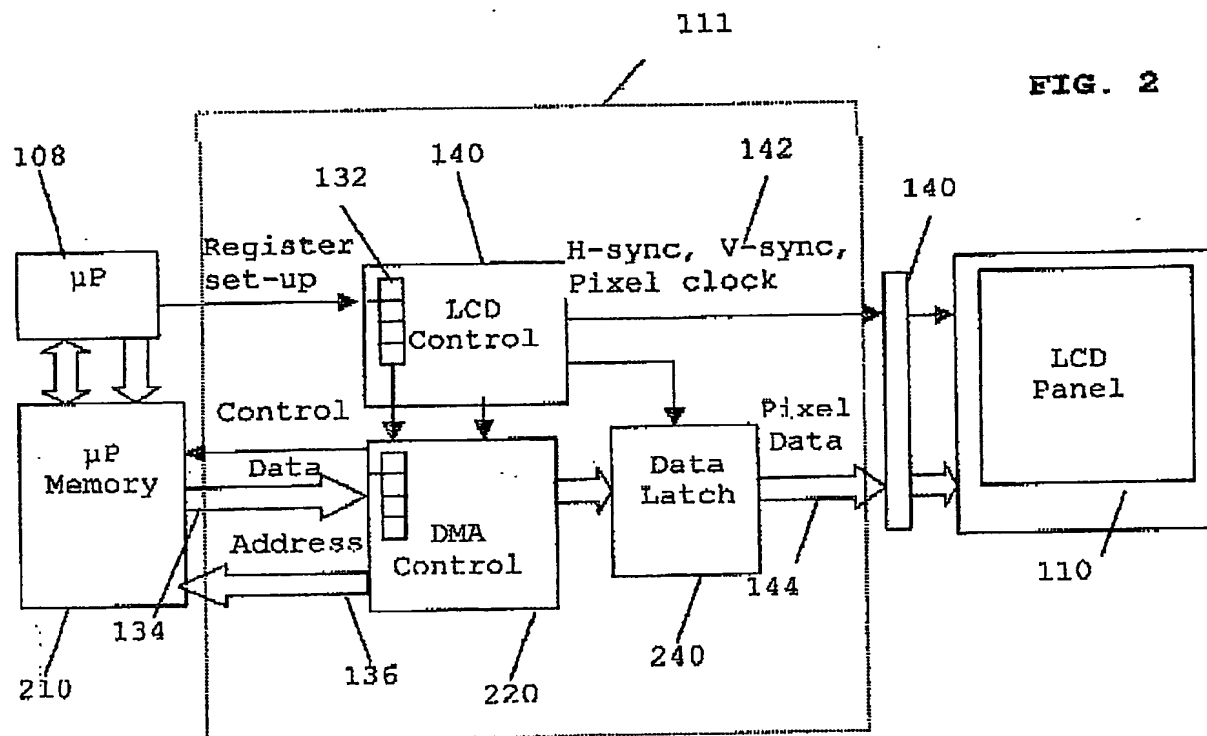 111
FIG. 2
108
132
140
142
140
µP
Register
set-up
H-sync, V-sync,
Pixel clock
LCD
Control
LCD
Panel
Control
Pixel
Data
µP
Memory
Data
Data
Latch
Address
DMA
Control
134
136
144
110
210
220
240